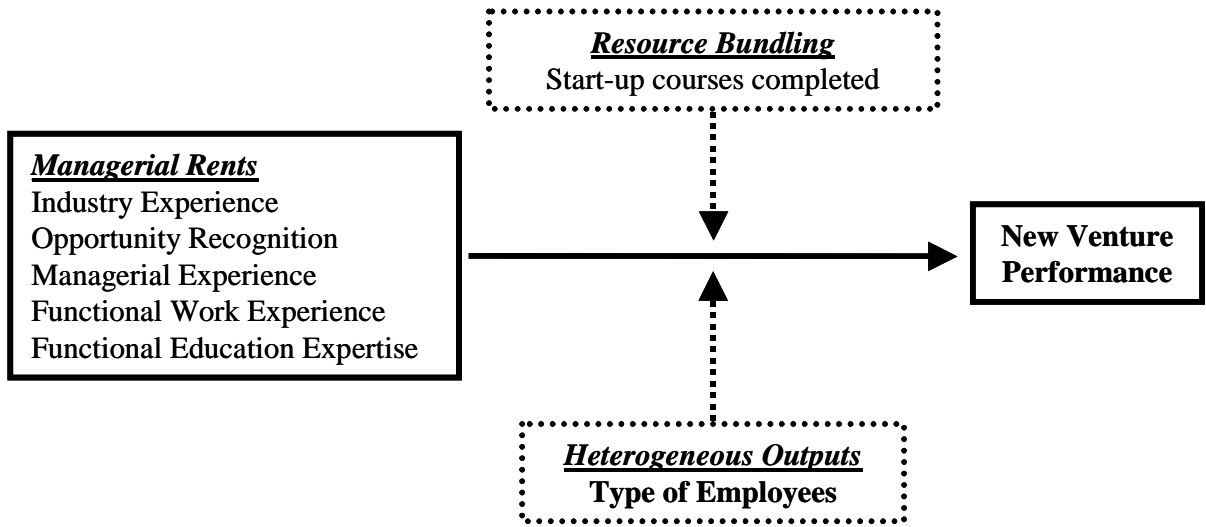 Resource Bundling
Start-up courses completed
Managerial Rents
Industry Experience
Opportunity Recognition
Managerial Experience
Functional Work Experience
Functional Education Expertise
New Venture
Performance
Heterogeneous Outputs
Type of Employees